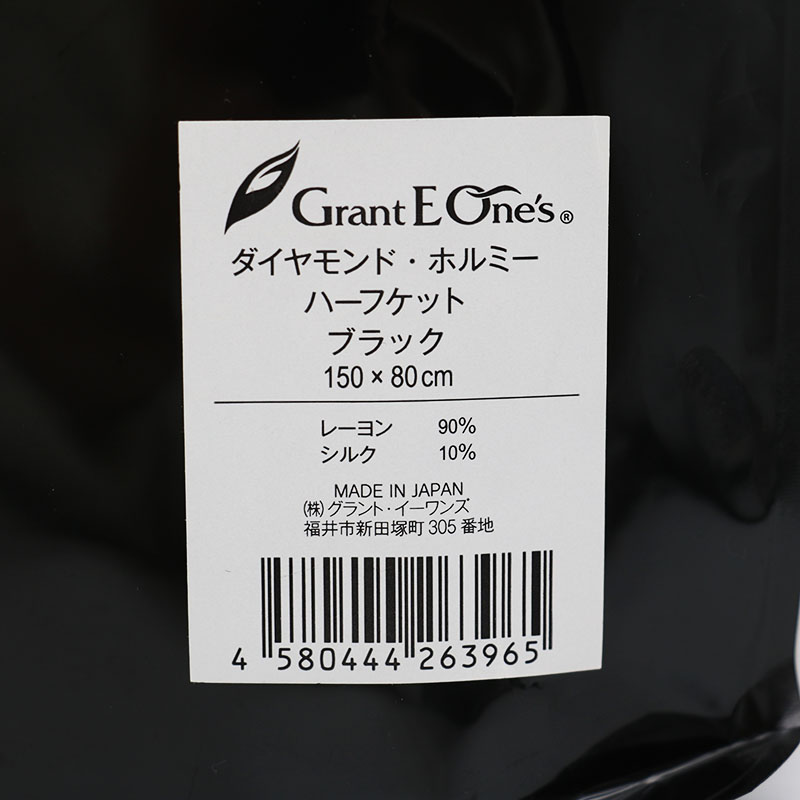 Grant E One's®
ダイヤモンド・ホルミー
ハーフケット
ブラック
150×80cm
レーヨン 90%
シルク 10%
MADE IN JAPAN
(株)グラント・イーワンズ
福井市新田塚町305番地
4 580444 263965